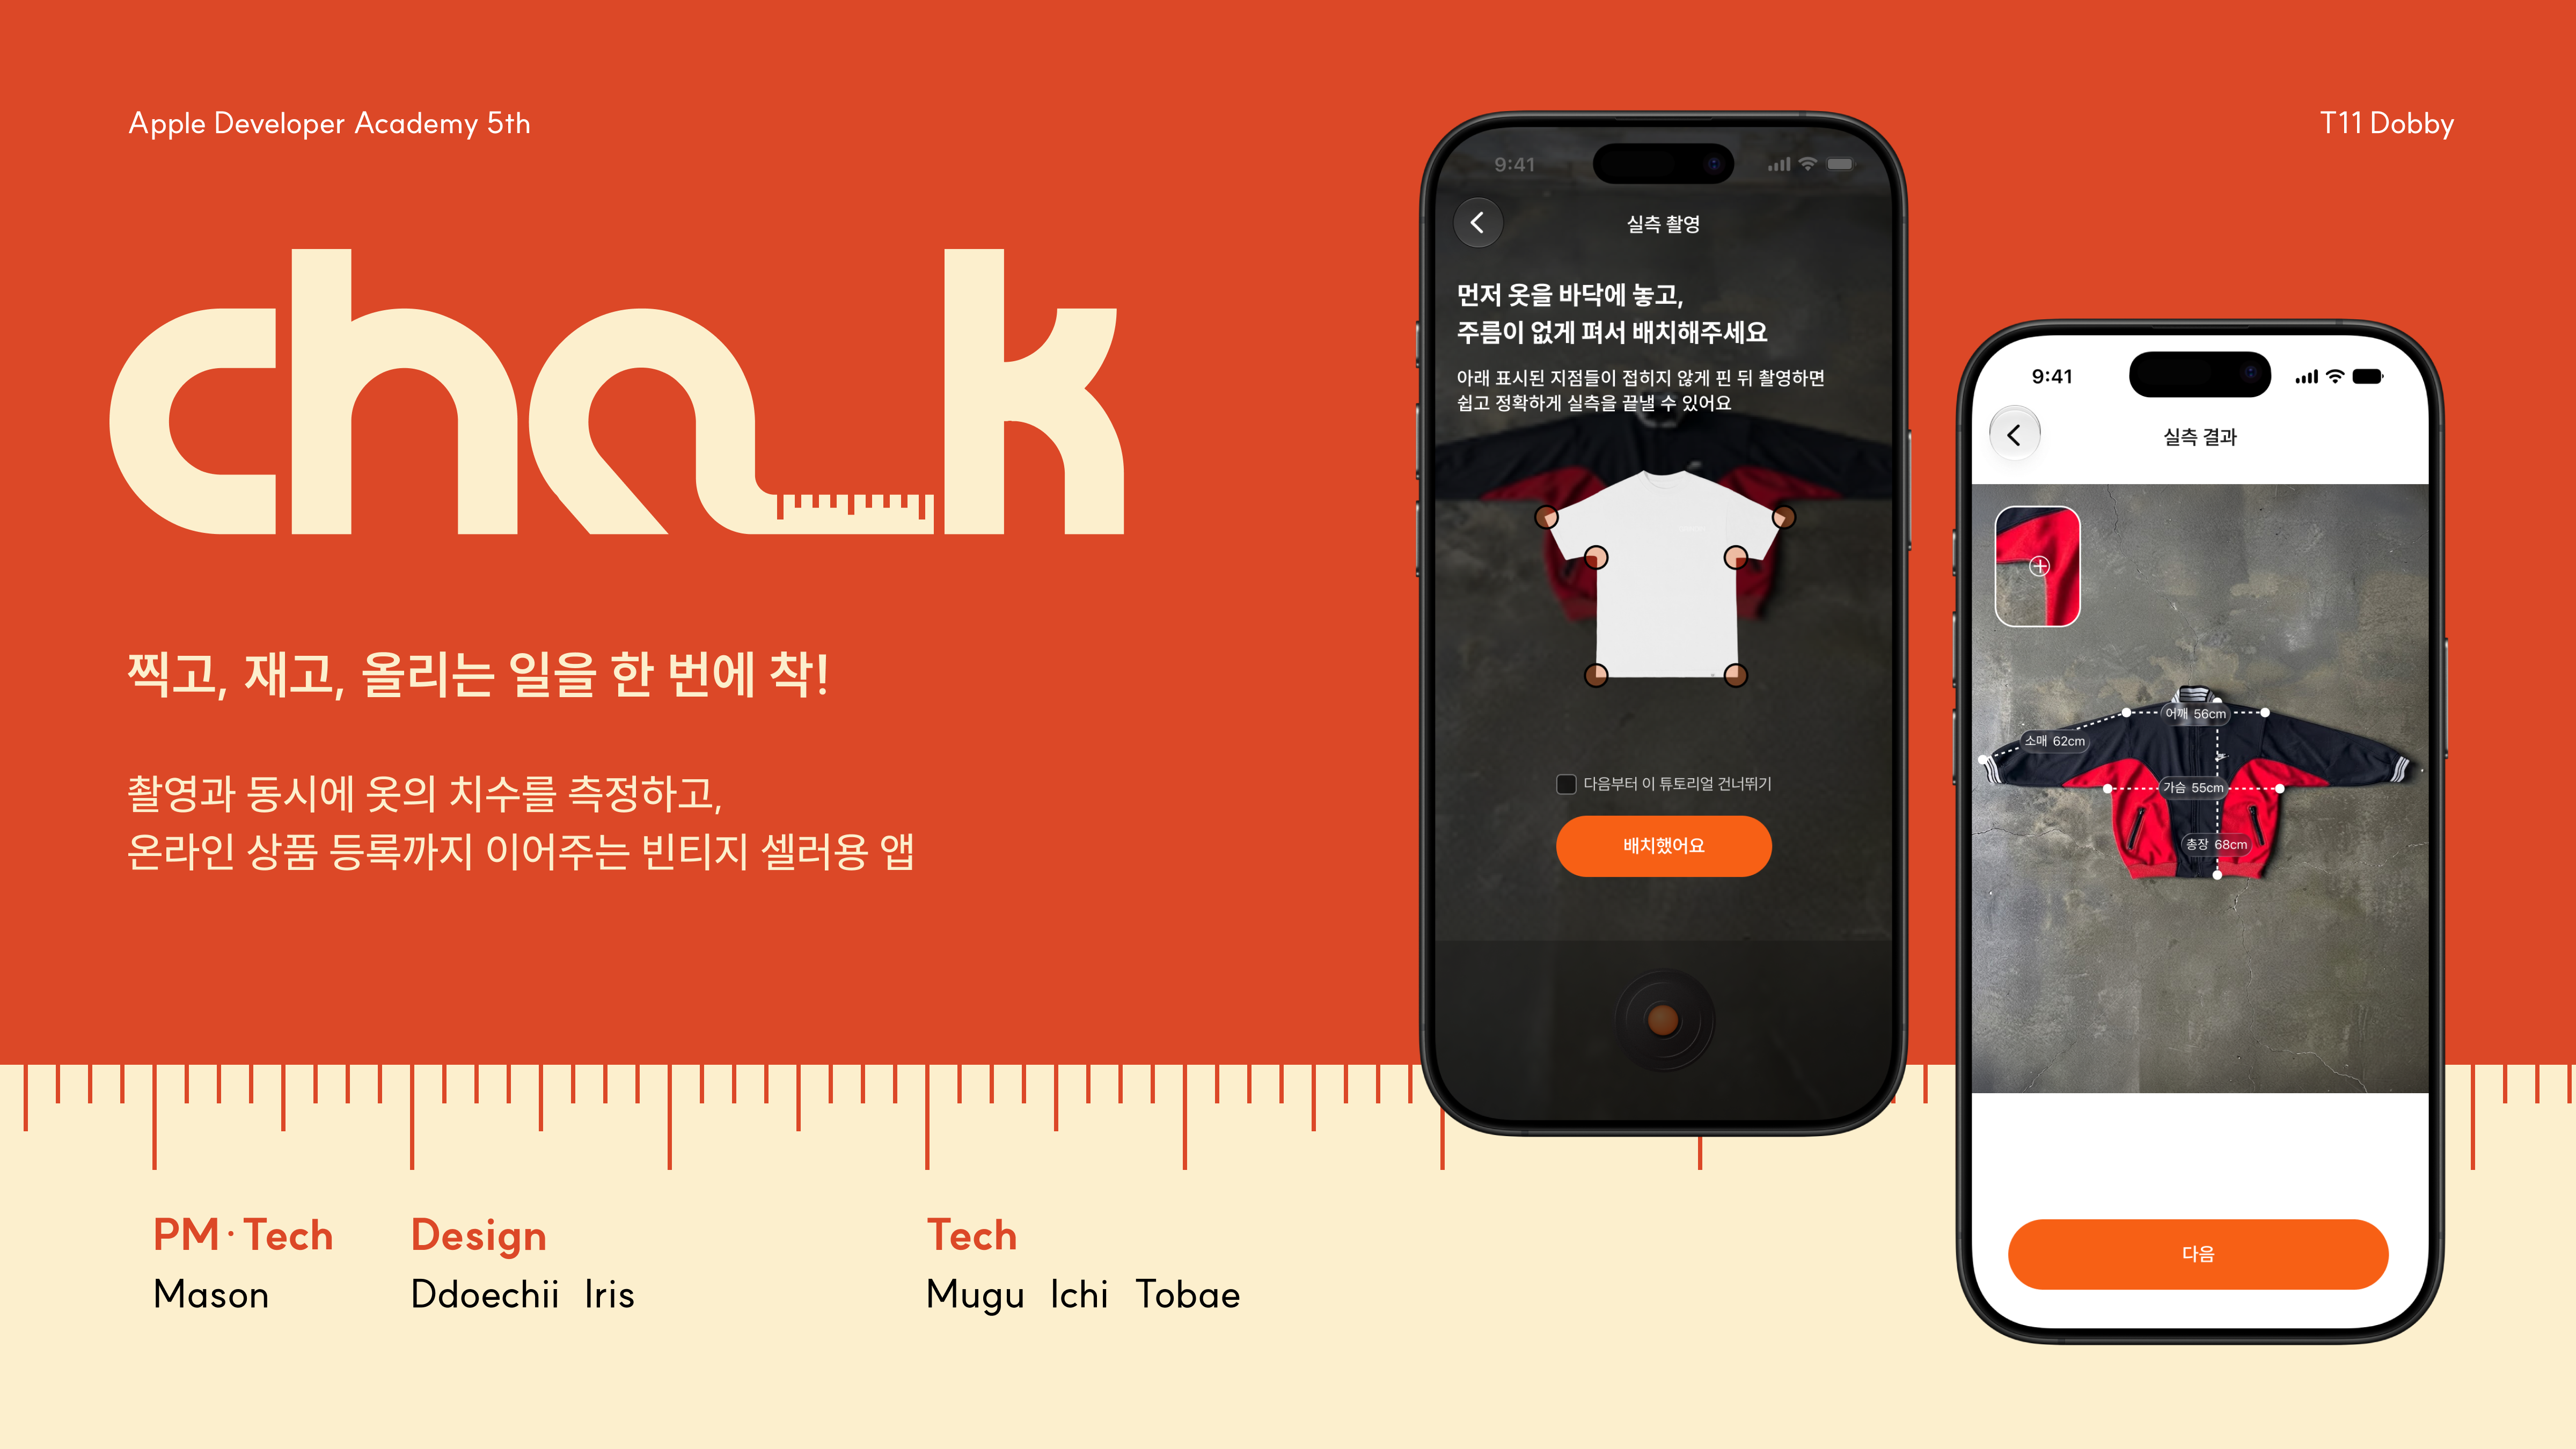 Apple Developer Academy 5th
T11 Dobby
chalk
찍고, 재고, 올리는 일을 한 번에 착!
촬영과 동시에 옷의 치수를 측정하고,
온라인 상품 등록까지 이어주는 빈티지 셀러용 앱
9:41
실측 촬영
먼저 옷을 바닥에 놓고,
주름이 없게 펴서 배치해주세요
아래 표시된 지점들이 접히지 않게 핀 뒤 촬영하면
쉽고 정확하게 실측을 끝낼 수 있어요
다음부터 이 튜토리얼 건너뛰기
배치했어요
9:41
실측 결과
어깨 56cm
소매 62cm
가슴 55cm
총장 68cm
다음
PM · Tech
Mason
Design
Ddoechii Iris
Tech
Mugu Ichi Tobae